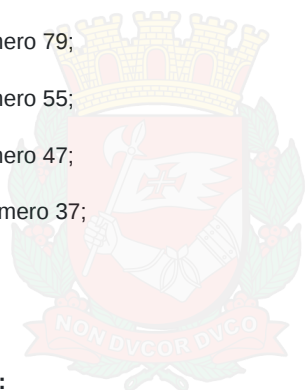 mero 79;
mero 55;
mero 47;
mero 37;
NON DVCOR DVCO
: